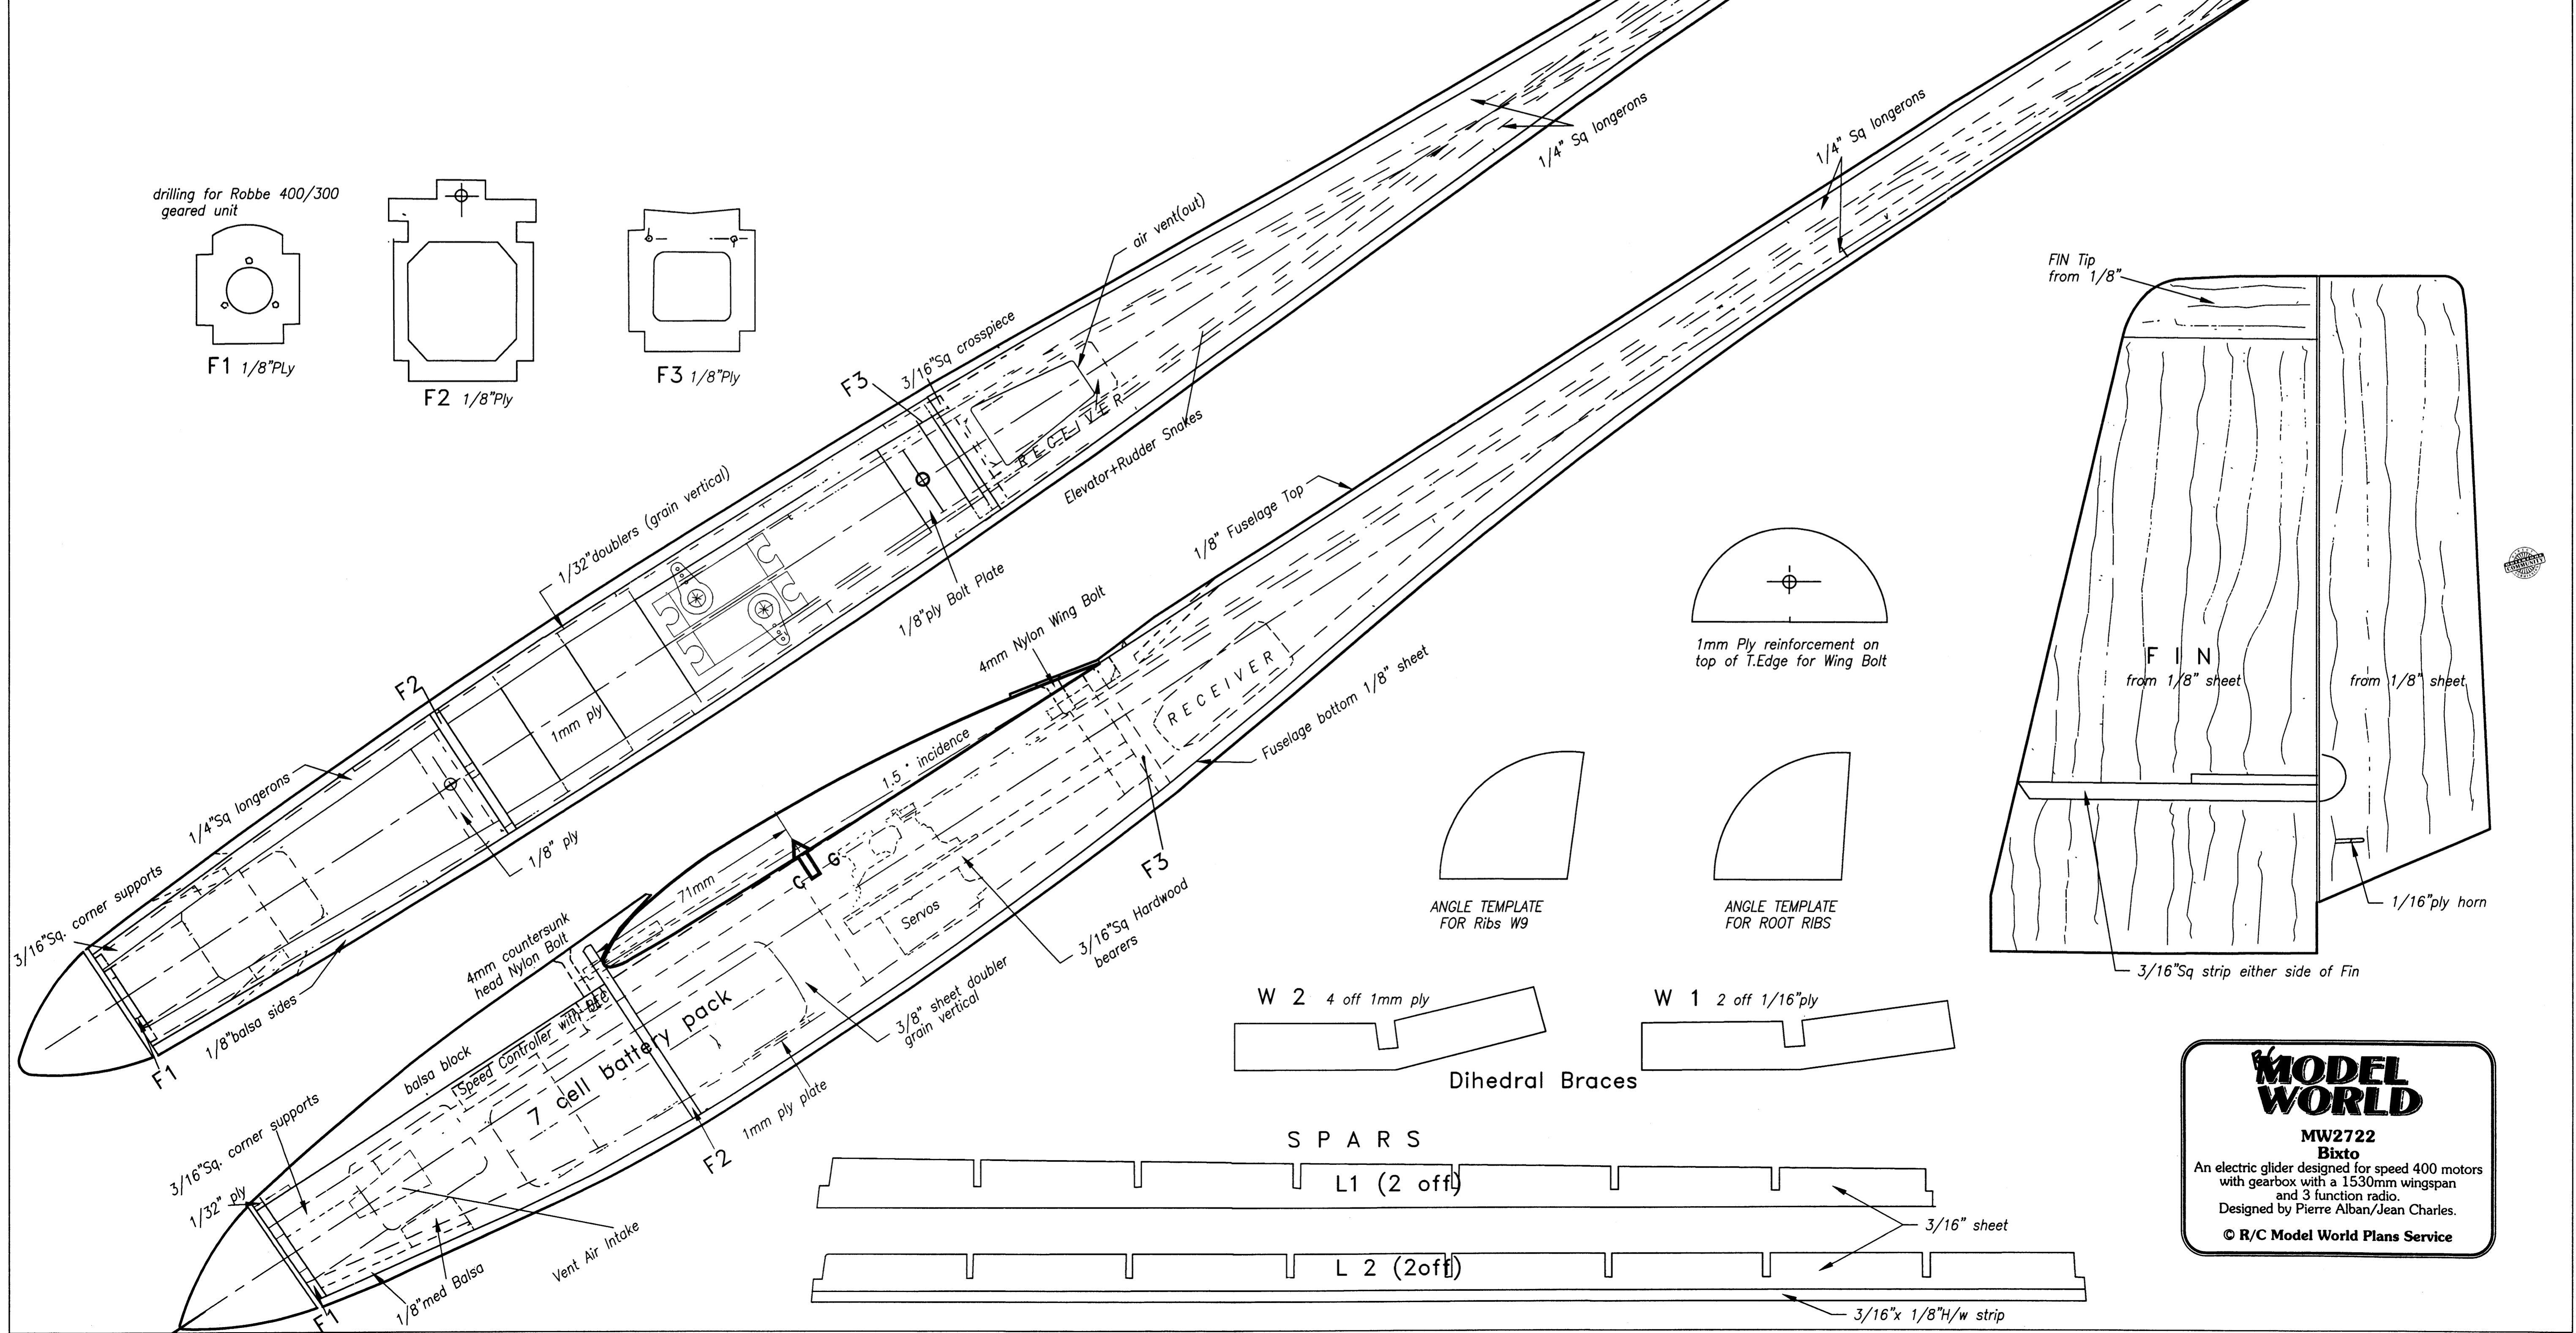 drilling for Robbe 400/300
geared unit
F1 1/8"PLy
F2 1/8"Ply
F3 1/8"Ply
1/4" Sq longerons
1/4" Sq longerons
air vent(out)
3/16"Sq crosspiece
F3
RECEIVER
Elevator+Rudder Snakes
1/32"doublers (grain vertical)
1/8"ply Bolt Plate
F2
1mm ply
1/4"Sq longerons
1/8" ply
3/16"Sq. corner supports
1/8"balsa sides
F1
1/8" Fuselage Top
4mm Nylon Wing Bolt
RECEIVER
Fuselage bottom 1/8" sheet
1.5° incidence
71mm
C G
F3
Servos
3/16"Sq Hardwood
bearers
4mm countersunk
head Nylon Bolt
3/8" sheet doubler
grain vertical
Speed Controller with BEC
balsa block
7 cell battery pack
1mm ply plate
F2
3/16"Sq. corner supports
1/32" ply
Vent Air Intake
1/8"med Balsa
F1
1mm Ply reinforcement on
top of T.Edge for Wing Bolt
ANGLE TEMPLATE
FOR Ribs W9
ANGLE TEMPLATE
FOR ROOT RIBS
W 2 4 off 1mm ply
W 1 2 off 1/16"ply
Dihedral Braces
SPARS
L1 (2 off)
3/16" sheet
L 2 (2off)
3/16"x 1/8"H/w strip
FIN Tip
from 1/8"
FIN
from 1/8" sheet
from 1/8" sheet
1/16"ply horn
3/16"Sq strip either side of Fin
R/C MODEL
WORLD
MW2722
Bixto
An electric glider designed for speed 400 motors
with gearbox with a 1530mm wingspan
and 3 function radio.
Designed by Pierre Alban/Jean Charles.
© R/C Model World Plans Service